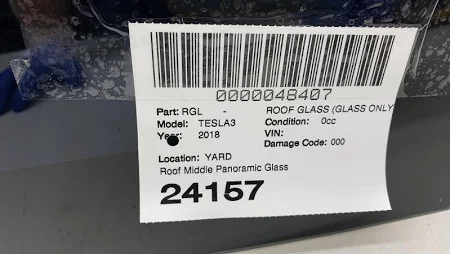 0000048407
Part: RGL - ROOF GLASS (GLASS ONLY
Model: TESLA3 Condition: 0cc
Year: 2018 VIN:
Damage Code: 000
Location: YARD
Roof Middle Panoramic Glass
24157